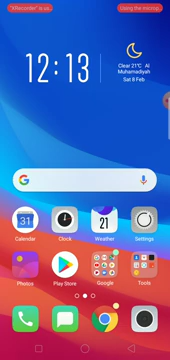 "XRecorder" is us...
Using the microp...
12:13
Clear 21°C Al
Muhamadiyah
Sat 8 Feb
G
31
21
Calendar
Clock
Weather
Settings
Photos
Play Store
Google
Tools